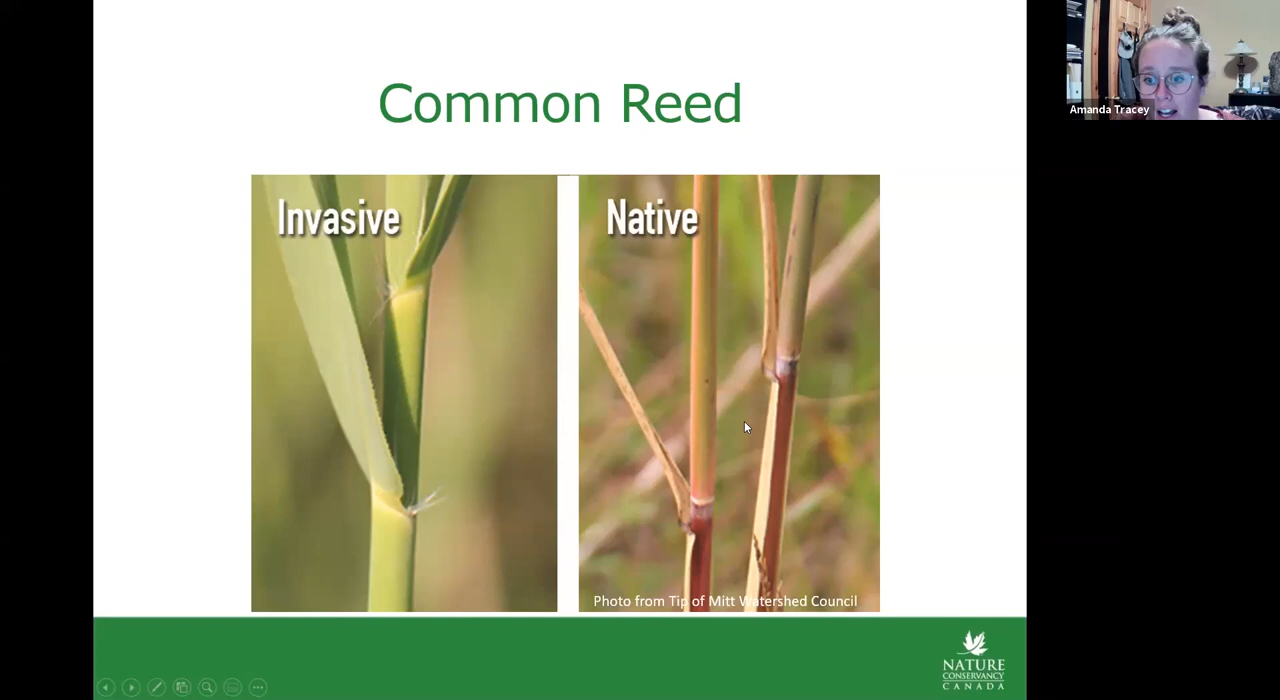 Common Reed
Invasive
Native
Photo from Tip of Mitt Watershed Council
NATURE
CONSERVANCY
CANADA
Amanda Tracey